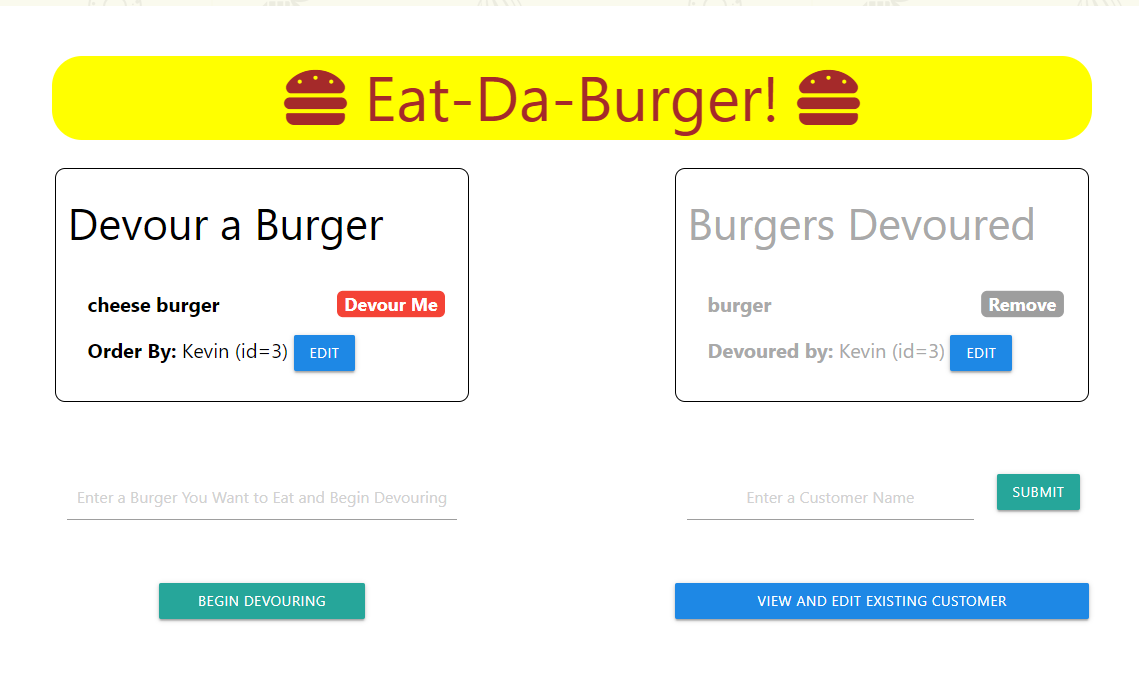 Eat-Da-Burger!
Devour a Burger
cheese burger
Devour Me
Order By: Kevin (id=3) EDIT
Burgers Devoured
burger
Remove
Devoured by: Kevin (id=3) EDIT
Enter a Burger You Want to Eat and Begin Devouring
BEGIN DEVOURING
Enter a Customer Name
SUBMIT
VIEW AND EDIT EXISTING CUSTOMER